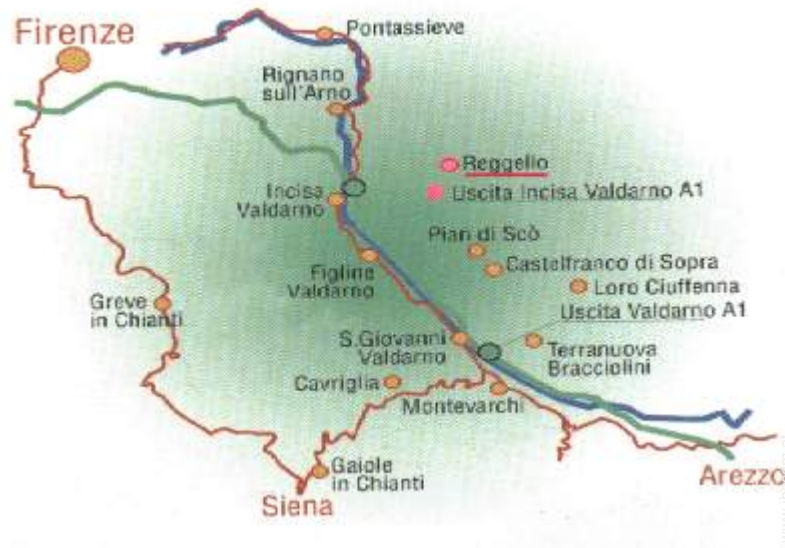 Firenze
Pontassieve
Rignano
sull'Arno
Reggello
Uscita Incisa Valdarno A1
Incisa
Valdarno
Pian di Scò
Castelfranco di Sopra
Figline
Valdarno
Loro Ciuffenna
Greve
in Chianti
Uscita Valdarno A1
S.Giovanni
Valdarno
Terranuova
Bracciolini
Cavriglia
Montevarchi
Gaiole
in Chianti
Siena
Arezzo